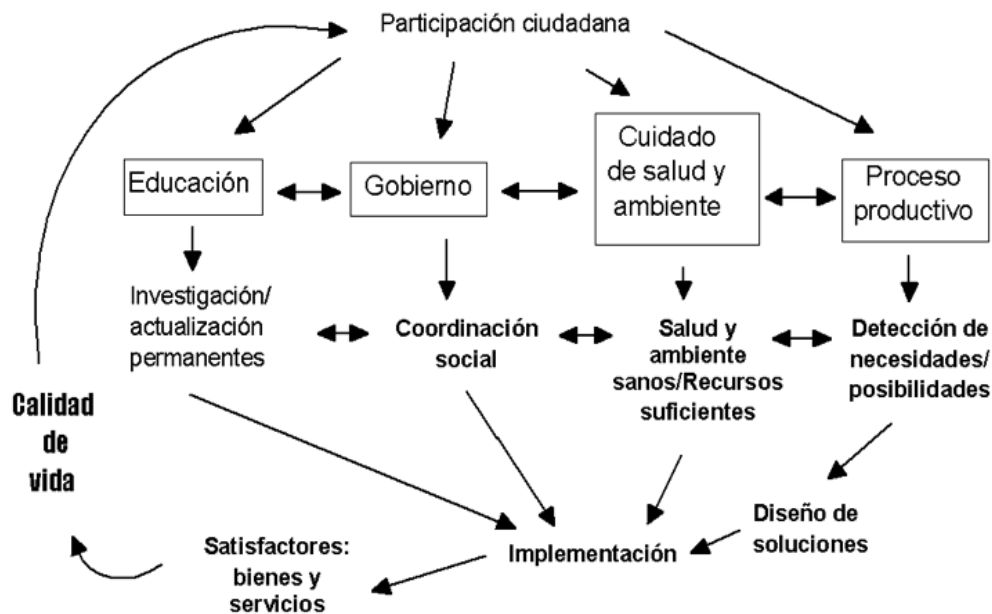 Participación ciudadana
Educación
Gobierno
Cuidado
de salud y
ambiente
Proceso
productivo
Investigación/
actualización
permanentes
Coordinación
social
Salud y
ambiente
sanos/Recursos
suficientes
Detección de
necesidades/
posibilidades
Calidad
de
vida
Satisfactores:
bienes y
servicios
Implementación
Diseño de
soluciones